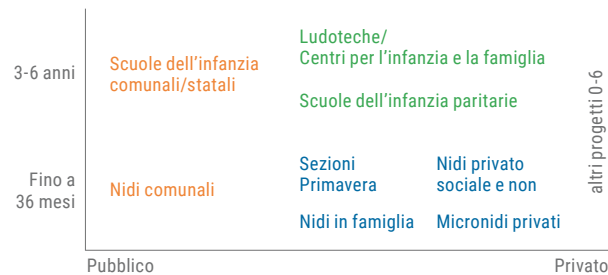 3-6 anni
Scuole dell’infanzia
comunali/statali
Ludoteche/
Centri per l’infanzia e la famiglia
Scuole dell’infanzia paritarie
altri progetti 0-6
Fino a
36 mesi
Nidi comunali
Sezioni
Primavera
Nidi privato
sociale e non
Nidi in famiglia
Micronidi privati
Pubblico
Privato